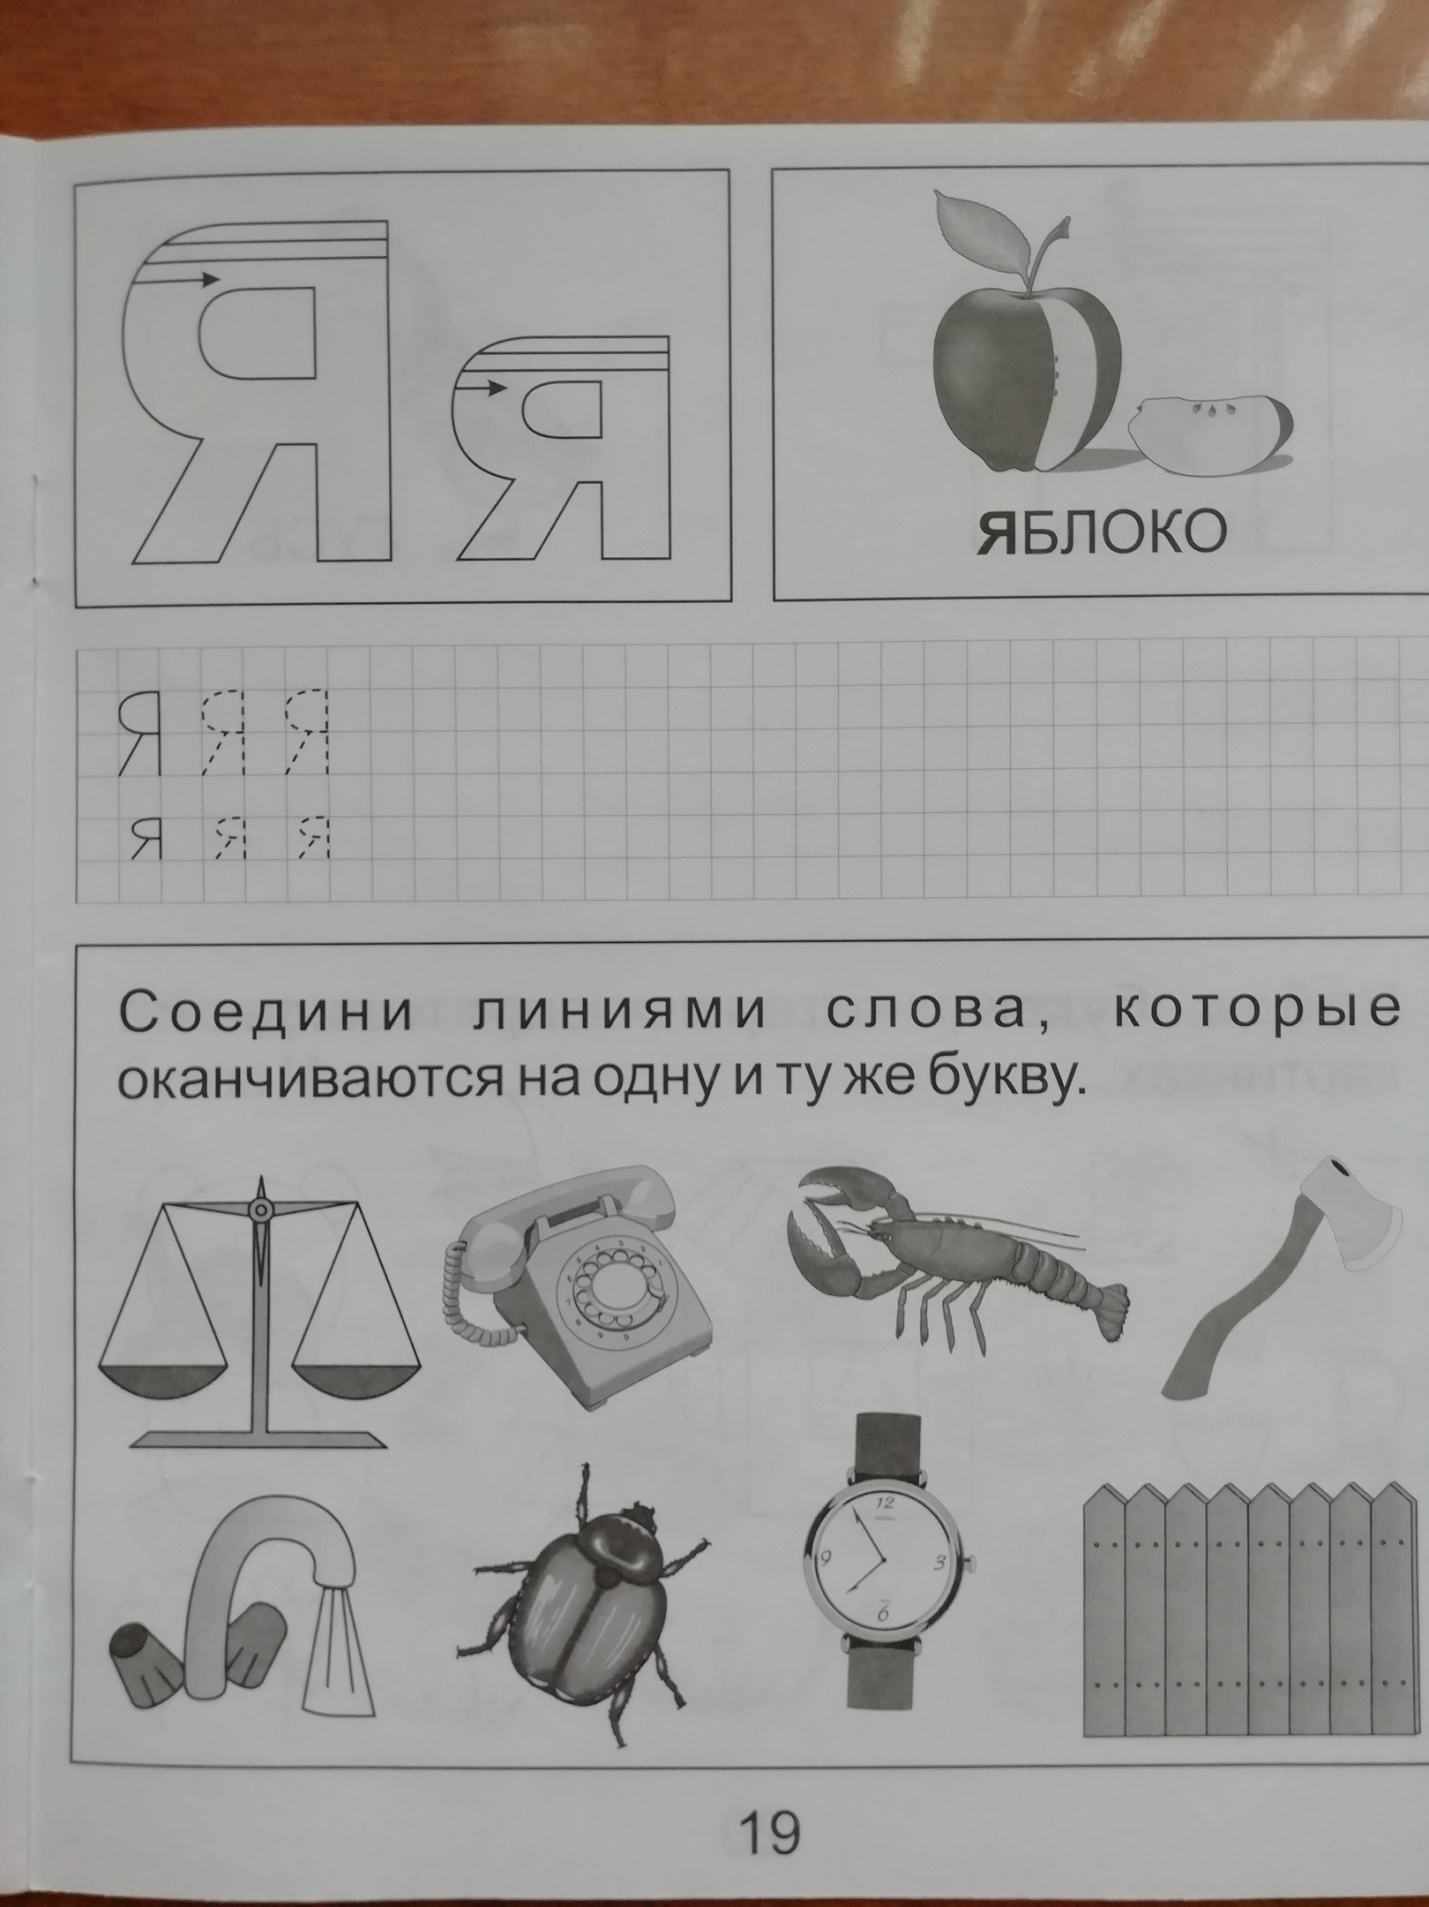 Я я
ЯБЛОКО
Я Я Я
я я я
Соедини линиями слова, которые
оканчиваются на одну и ту же букву.
12
9 3
6
19